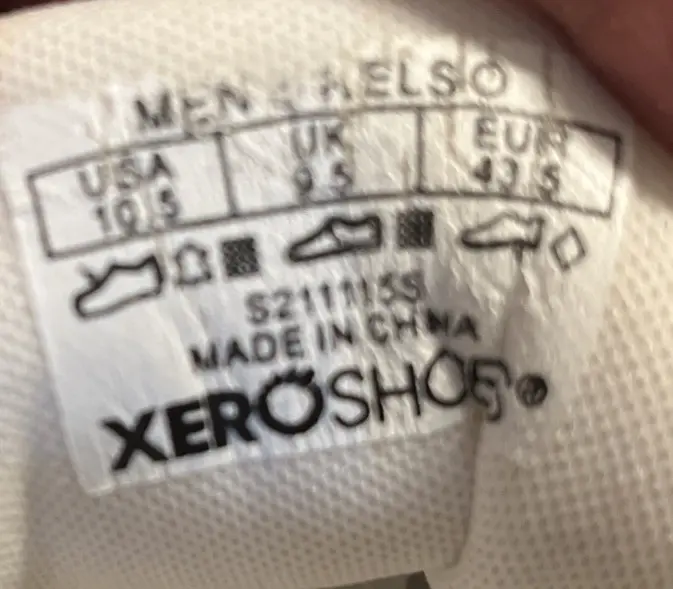 MEN'S KELSO
USA UK EUR
10.5 9.5 43.5
S211115S
MADE IN CHINA
XEROSHOES